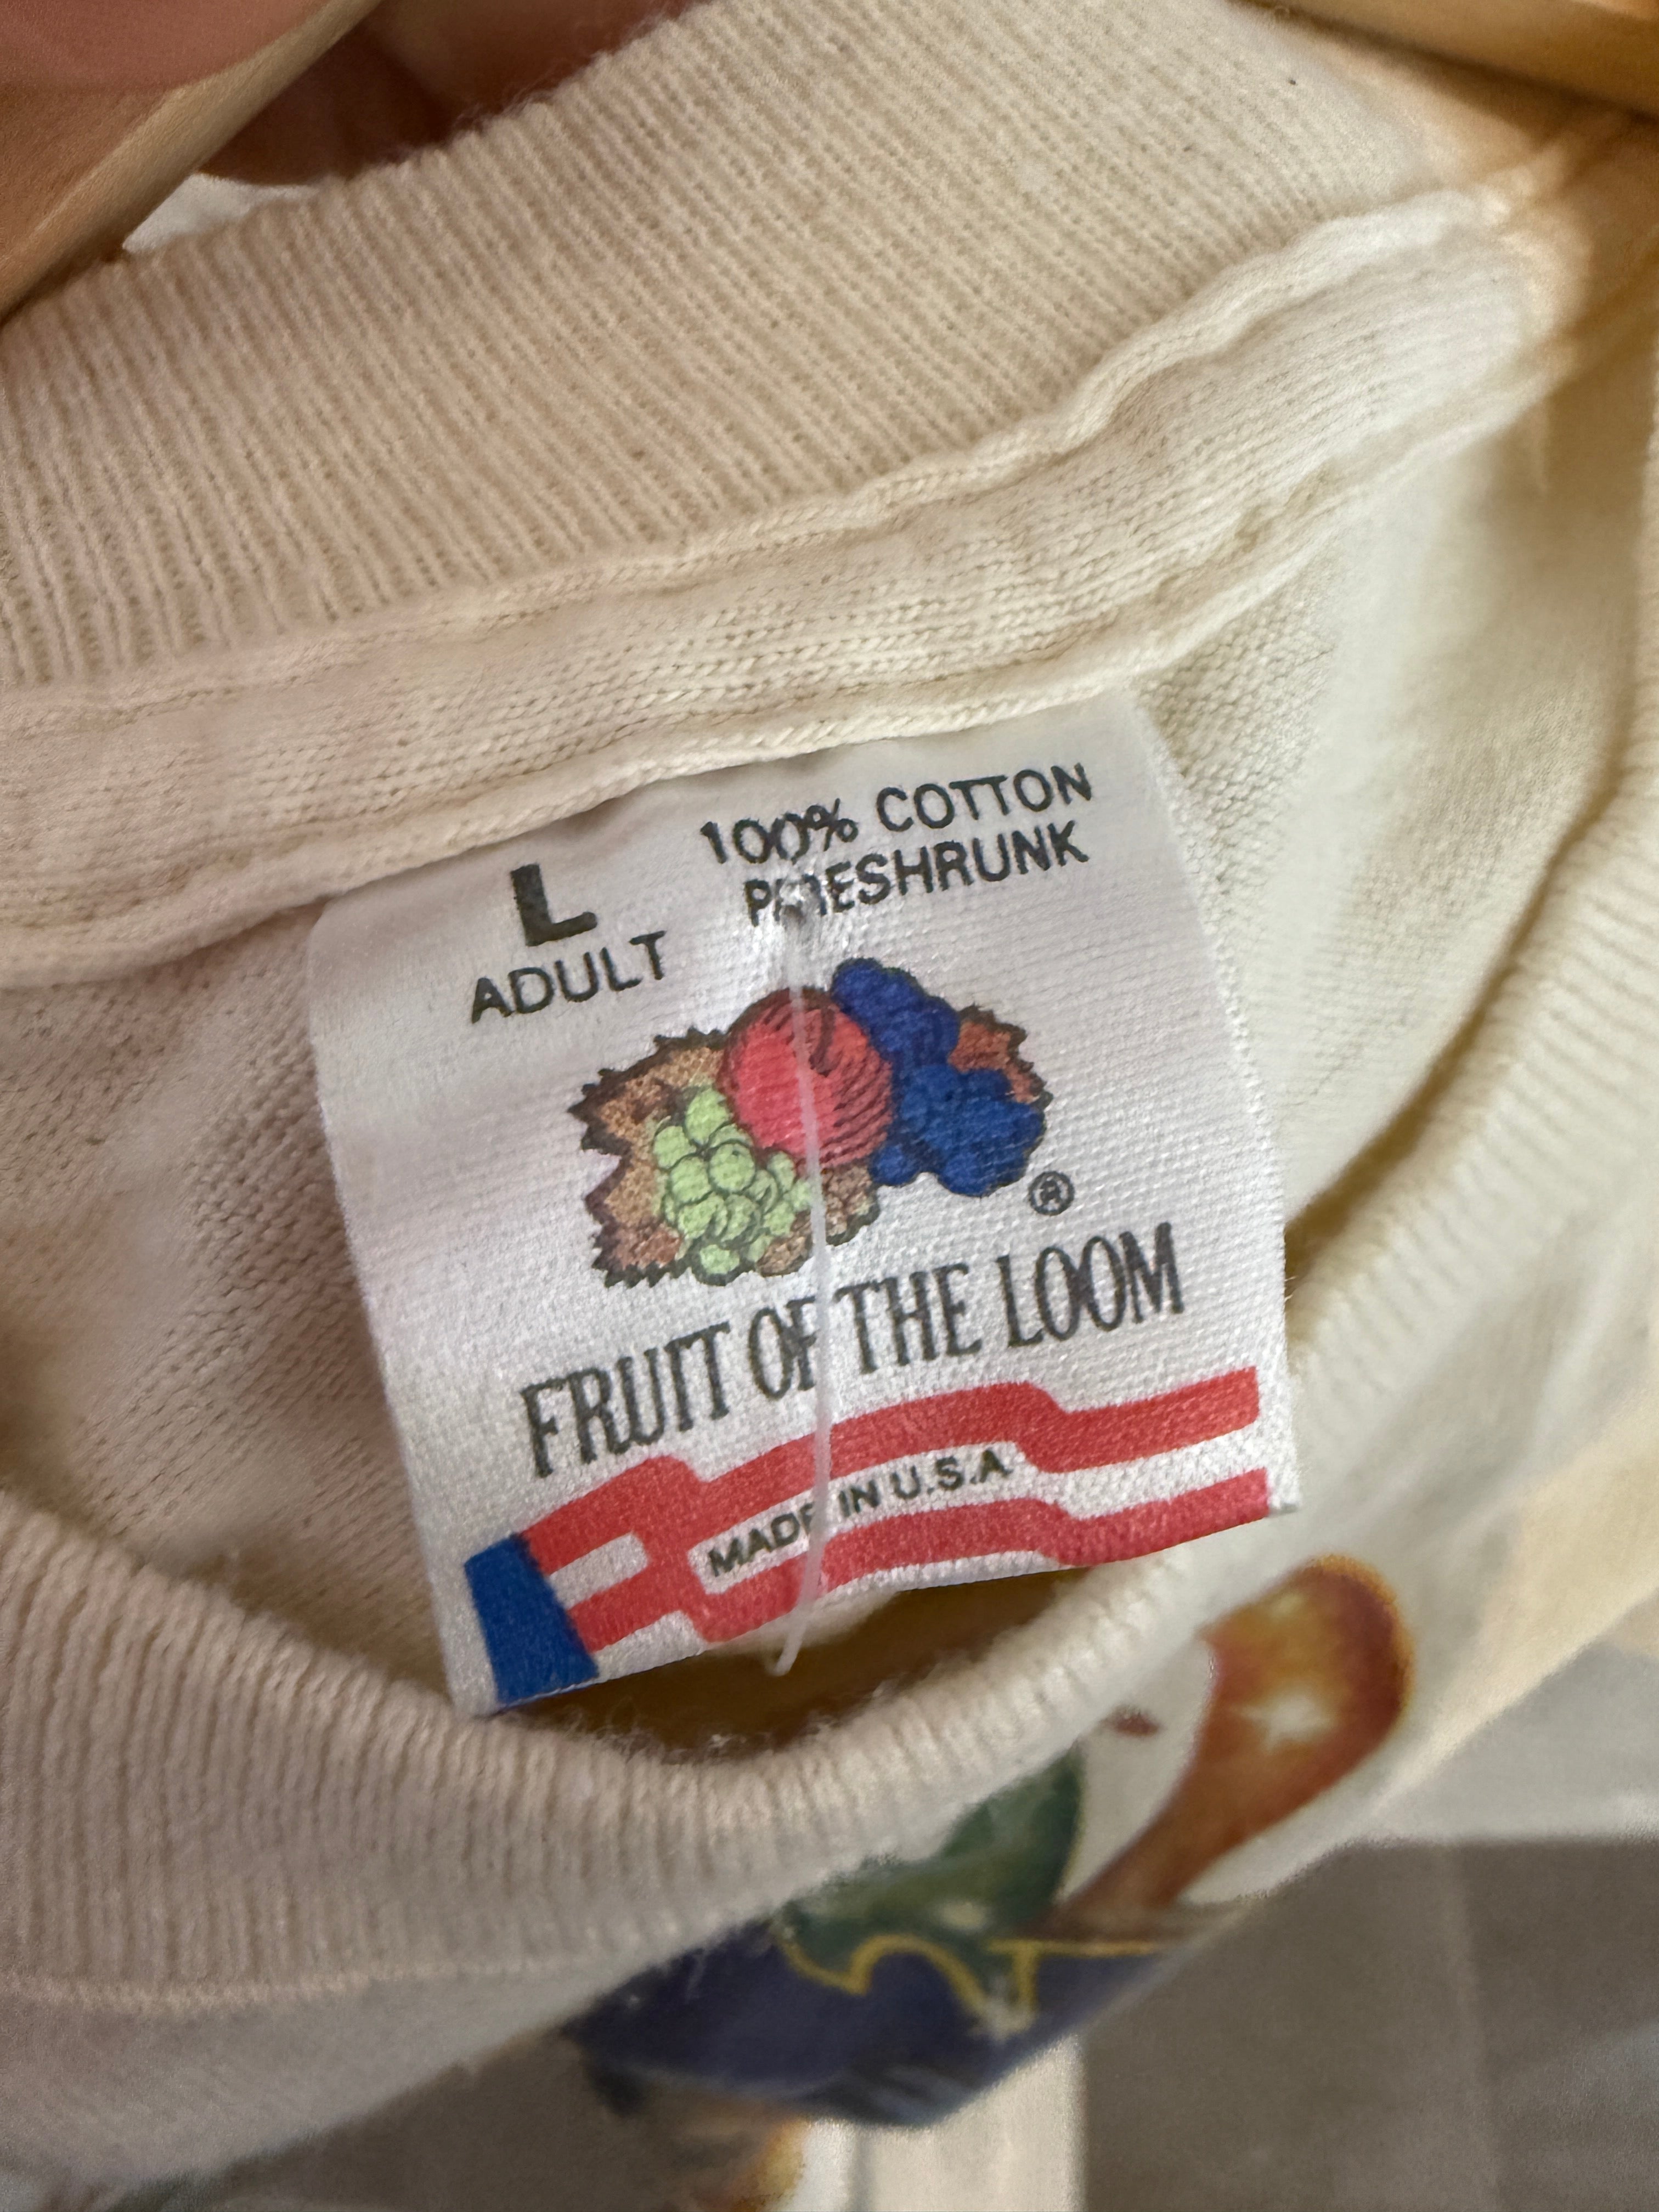 100% COTTON
PRESHRUNK
L
ADULT
®
FRUIT OF THE LOOM
MADE IN U.S.A